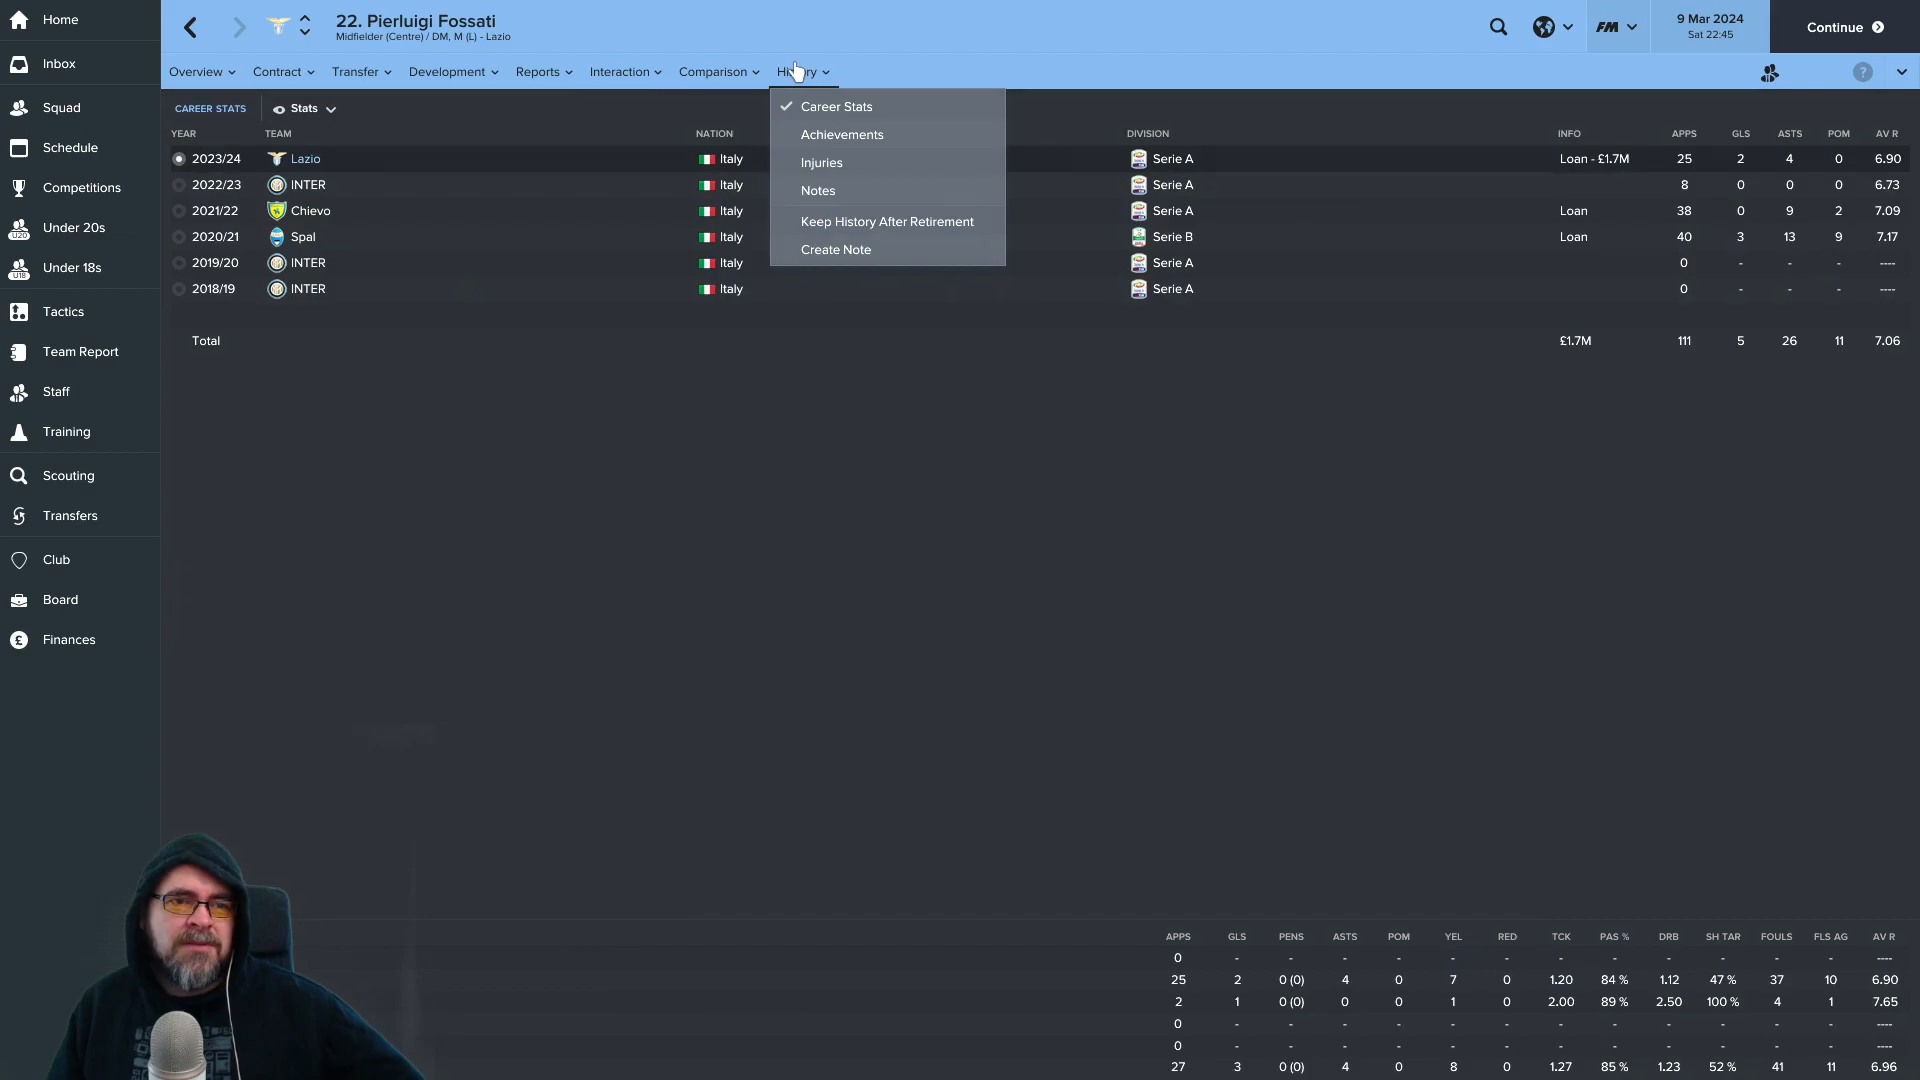 Home
Inbox
Squad
Schedule
Competitions
Under 20s
Under 18s
Tactics
Team Report
Staff
Training
Scouting
Transfers
Club
Board
Finances
22. Pierluigi Fossati
Midfielder (Centre) / DM, M (L) - Lazio
FM
9 Mar 2024
Sat 22:45
Continue
Overview Contract Transfer Development Reports Interaction Comparison History
CAREER STATS Stats
Career Stats
Achievements
Injuries
Notes
Keep History After Retirement
Create Note
YEAR TEAM NATION DIVISION INFO APPS GLS ASTS POM AV R
2023/24 Lazio Italy Serie A Loan - £1.7M 25 2 4 0 6.90
2022/23 INTER Italy Serie A 8 0 0 0 6.73
2021/22 Chievo Italy Serie A Loan 38 0 9 2 7.09
2020/21 Spal Italy Serie B Loan 40 3 13 9 7.17
2019/20 INTER Italy Serie A 0 - - - ----
2018/19 INTER Italy Serie A 0 - - - ----
Total £1.7M 111 5 26 11 7.06
APPS GLS PENS ASTS POM YEL RED TCK PAS % DRB SH TAR FOULS FLS AG AV R
0 - - - - - - - - - - - - ----
25 2 0 (0) 4 0 7 0 1.20 84 % 1.12 47 % 37 10 6.90
2 1 0 (0) 0 0 1 0 2.00 89 % 2.50 100 % 4 1 7.65
0 - - - - - - - - - - - - ----
0 - - - - - - - - - - - - ----
27 3 0 (0) 4 0 8 0 1.27 85 % 1.23 52 % 41 11 6.96